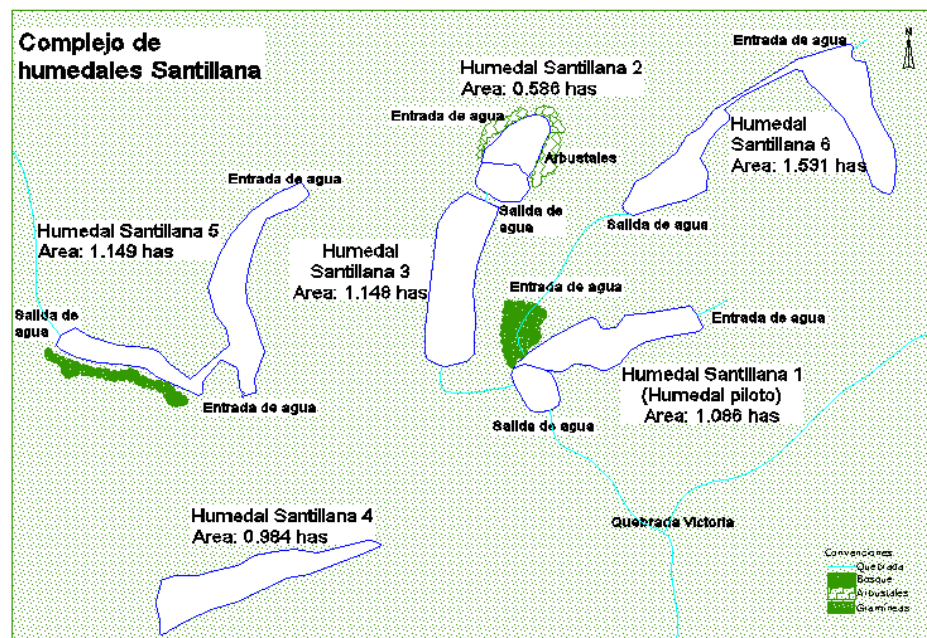 Complejo de
humedales Santillana
Entrada de agua
N
Humedal Santillana 2
Area: 0.586 has
Entrada de agua
Arbustales
Humedal
Santillana 6
Area: 1.531 has
Entrada de agua
Salida de
agua
Salida de agua
Humedal Santillana 5
Area: 1.149 has
Humedal
Santillana 3
Area: 1.148 has
Entrada de agua
Salida de
agua
Entrada de agua
Entrada de agua
Humedal Santillana 1
(Humedal piloto)
Area: 1.086 has
Salida de agua
Humedal Santillana 4
Area: 0.984 has
Quebrada Victoria
Convenciones
Quebrada
Bosque
Arbustales
Gramíneas